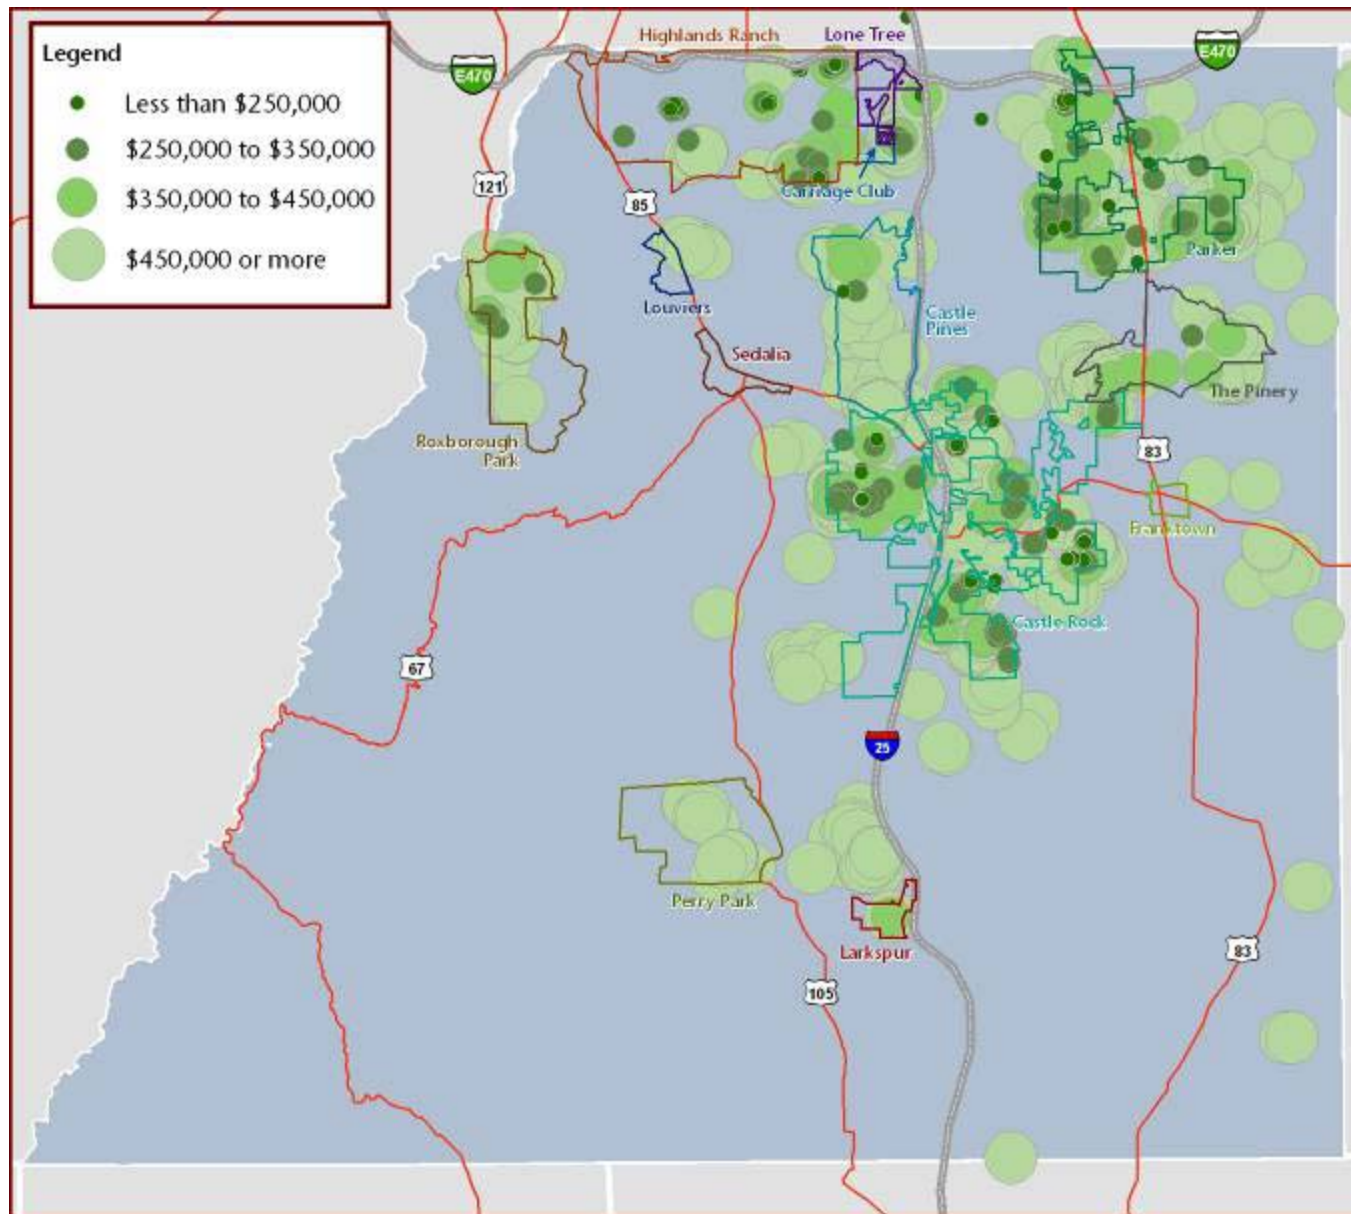 Legend
Less than $250,000
$250,000 to $350,000
$350,000 to $450,000
$450,000 or more
Highlands Ranch
Lone Tree
E470
E470
121
85
Carriage Club
Parker
Louviers
Castle
Pines
Sedalia
The Pinery
Roxborough
Park
83
Franktown
Castle Rock
67
25
Perry Park
Larkspur
83
105